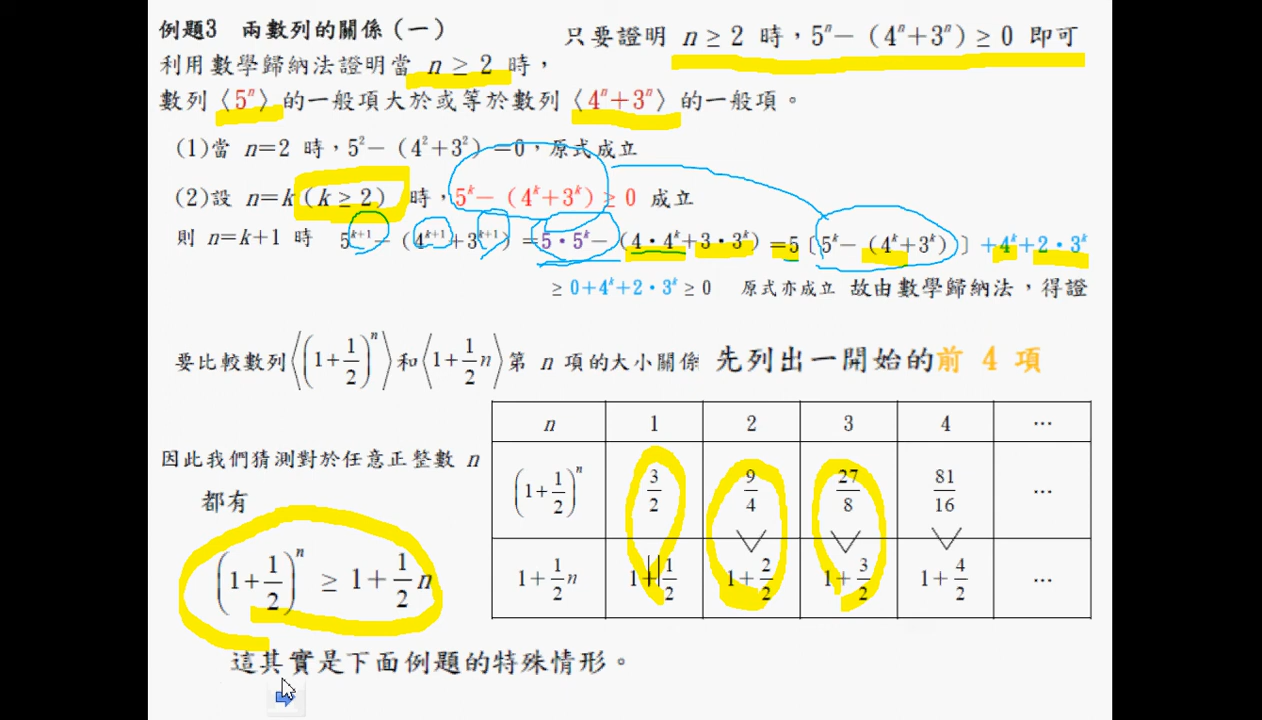 例題3 兩數列的關係(一)
只要證明 n ≥ 2 時，5ⁿ－（4ⁿ＋3ⁿ）≥ 0 即可
利用數學歸納法證明當 n ≥ 2 時，
數列〈5ⁿ〉的一般項大於或等於數列〈4ⁿ＋3ⁿ〉的一般項。
(1)當 n＝2 時，5²－（4²＋3²）＝0，原式成立
(2)設 n＝k（k ≥ 2）時，5ᵏ－（4ᵏ＋3ᵏ）≥ 0 成立
則 n＝k＋1 時 5ᵏ⁺¹－（4ᵏ⁺¹＋3ᵏ⁺¹）＝5・5ᵏ－（4・4ᵏ＋3・3ᵏ）＝5〔5ᵏ－（4ᵏ＋3ᵏ）〕＋4ᵏ＋2・3ᵏ
≥ 0＋4ᵏ＋2・3ᵏ ≥ 0 原式亦成立 故由數學歸納法，得證
要比較數列〈(1＋1/2)ⁿ〉和〈1＋1/2 n〉第 n 項的大小關係 先列出一開始的前 4 項
n 1 2 3 4 …
因此我們猜測對於任意正整數 n
都有
(1＋1/2)ⁿ 3/2 9/4 27/8 81/16 …
(1＋1/2)ⁿ ≥ 1＋1/2 n
1＋1/2 n 1＋1/2 1＋2/2 1＋3/2 1＋4/2 …
這其實是下面例題的特殊情形。